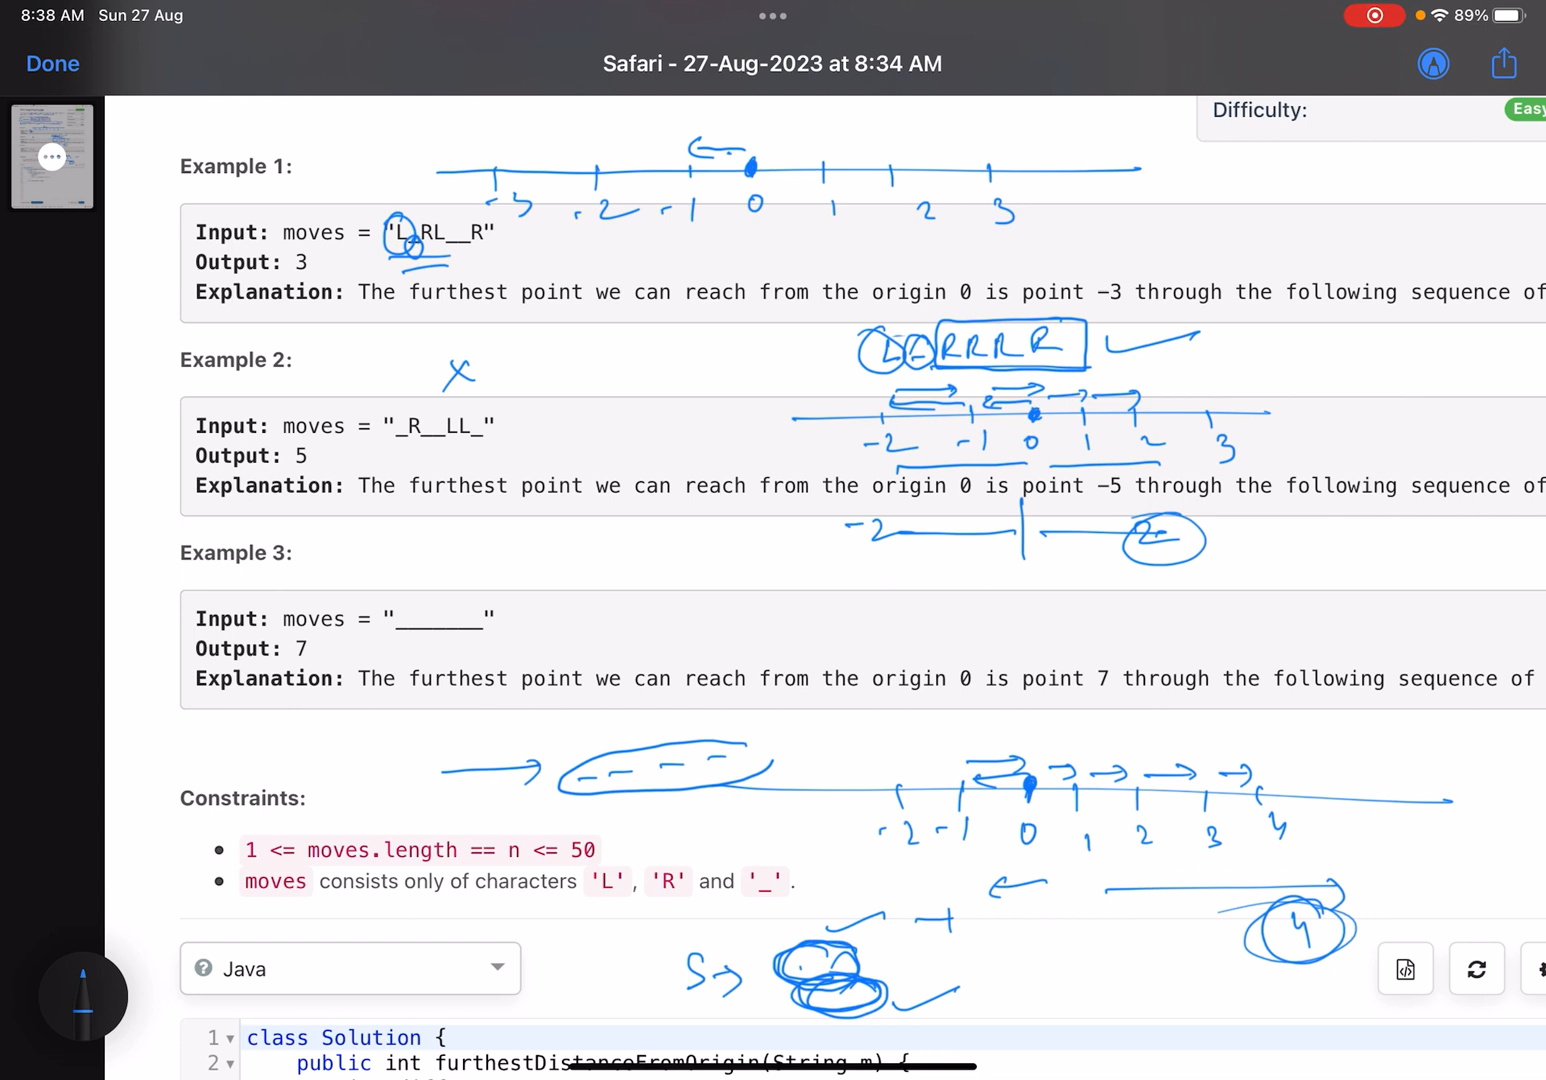 8:38 AM Sun 27 Aug
89%
Done
Safari - 27-Aug-2023 at 8:34 AM
Difficulty:
Easy
Example 1:
-3 -2 -1 0 1 2 3
Input: moves = "L_RL__R"
Output: 3
Explanation: The furthest point we can reach from the origin 0 is point -3 through the following sequence of
RRRR
Example 2:
X
Input: moves = "_R__LL_"
-2 -1 0 1 2 3
Output: 5
Explanation: The furthest point we can reach from the origin 0 is point -5 through the following sequence of
-2 2
Example 3:
Input: moves = "_______"
Output: 7
Explanation: The furthest point we can reach from the origin 0 is point 7 through the following sequence of
_ _ _ _
Constraints:
-2 -1 0 1 2 3 4
1 <= moves.length == n <= 50
moves consists only of characters 'L', 'R' and '_'.
4
S→
Java
1 class Solution {
2 public int furthestDistanceFromOrigin(String m) {